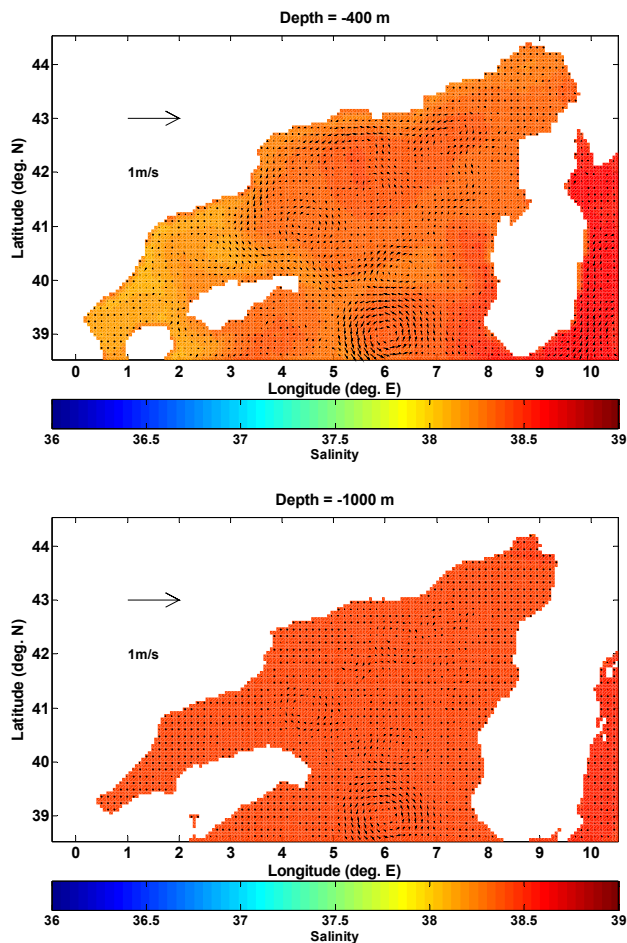 Depth = -400 m
44
43
42
41
40
39
Latitude (deg. N)
1m/s
0 1 2 3 4 5 6 7 8 9 10
Longitude (deg. E)
36 36.5 37 37.5 38 38.5 39
Salinity
Depth = -1000 m
44
43
42
41
40
39
Latitude (deg. N)
1m/s
0 1 2 3 4 5 6 7 8 9 10
Longitude (deg. E)
36 36.5 37 37.5 38 38.5 39
Salinity